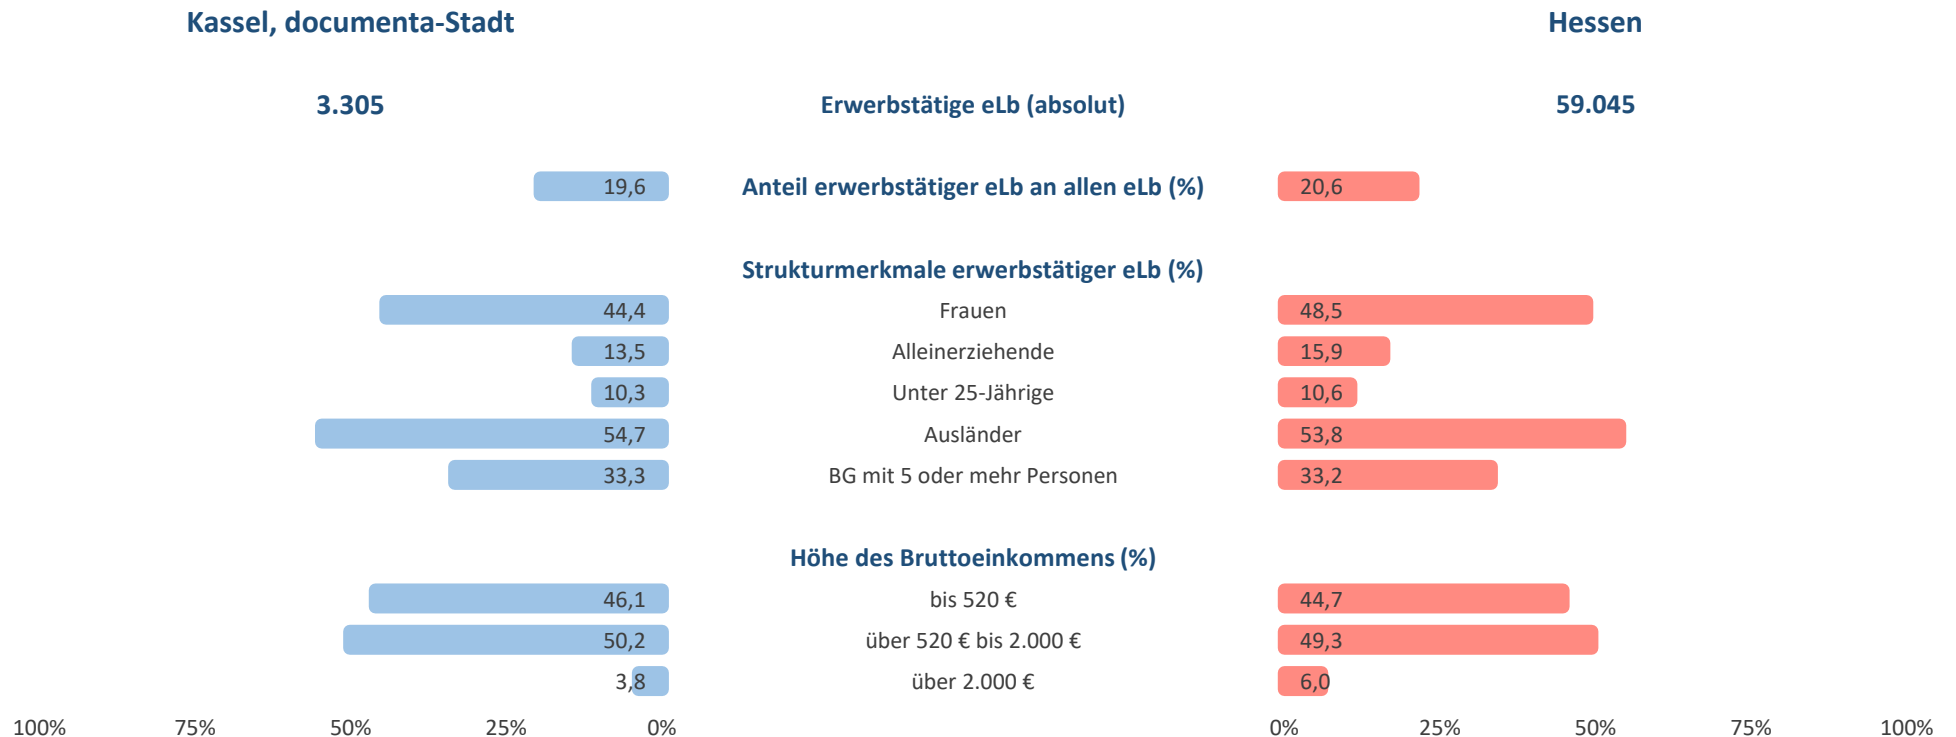 Kassel, documenta-Stadt Hessen
3.305 Erwerbstätige eLb (absolut) 59.045
19,6 Anteil erwerbstätiger eLb an allen eLb (%) 20,6
Strukturmerkmale erwerbstätiger eLb (%)
44,4 Frauen 48,5
13,5 Alleinerziehende 15,9
10,3 Unter 25-Jährige 10,6
54,7 Ausländer 53,8
33,3 BG mit 5 oder mehr Personen 33,2
Höhe des Bruttoeinkommens (%)
46,1 bis 520 € 44,7
50,2 über 520 € bis 2.000 € 49,3
3,8 über 2.000 € 6,0
100% 75% 50% 25% 0% 0% 25% 50% 75% 100%